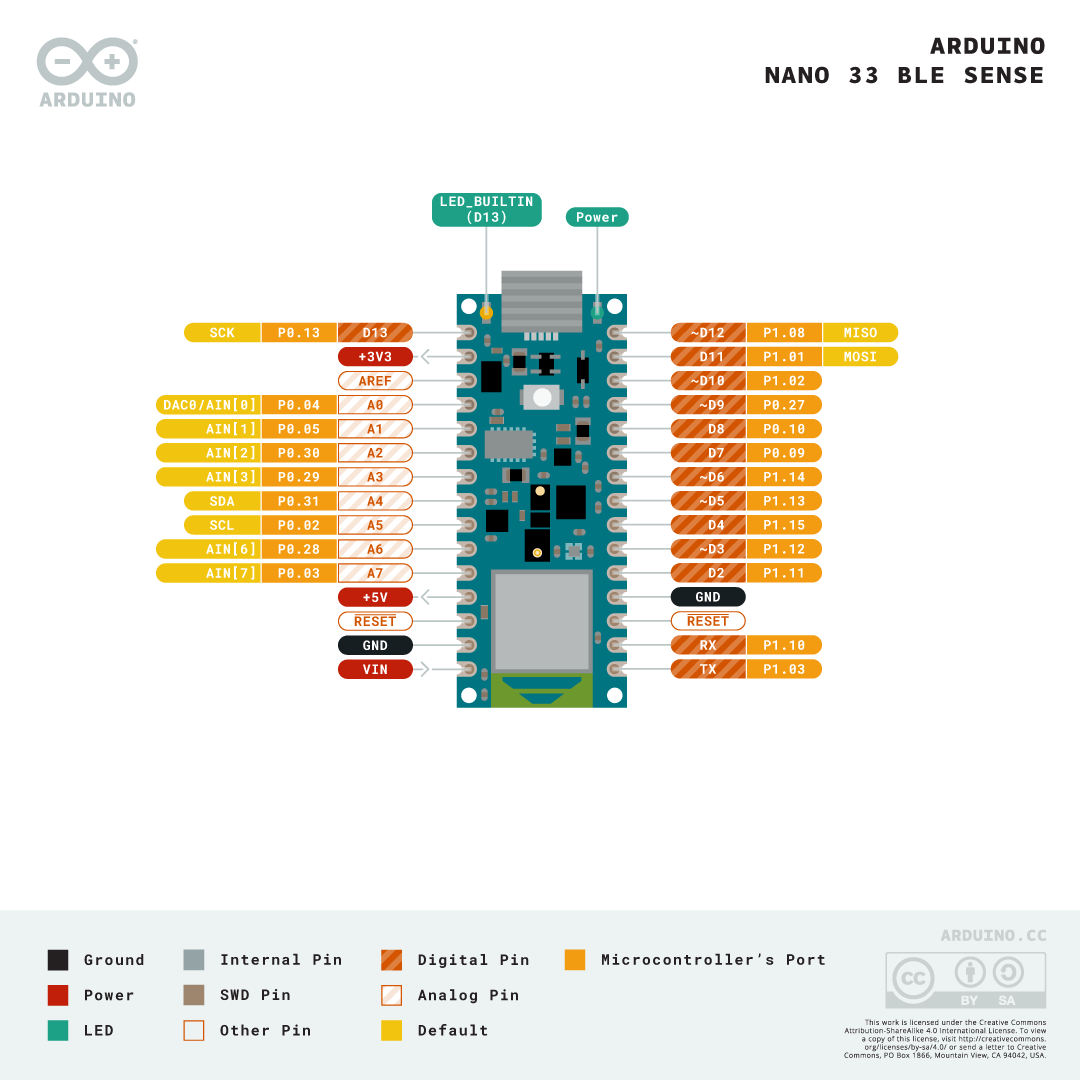 ARDUINO
ARDUINO
NANO 33 BLE SENSE
LED_BUILTIN
(D13)
Power
SCK P0.13 D13 ~D12 P1.08 MISO
+3V3 D11 P1.01 MOSI
AREF ~D10 P1.02
DAC0/AIN[0] P0.04 A0 ~D9 P0.27
AIN[1] P0.05 A1 D8 P0.10
AIN[2] P0.30 A2 D7 P0.09
AIN[3] P0.29 A3 ~D6 P1.14
SDA P0.31 A4 ~D5 P1.13
SCL P0.02 A5 D4 P1.15
AIN[6] P0.28 A6 ~D3 P1.12
AIN[7] P0.03 A7 D2 P1.11
+5V GND
RESET RESET
GND RX P1.10
VIN TX P1.03
Ground Internal Pin Digital Pin Microcontroller's Port
Power SWD Pin Analog Pin
LED Other Pin Default
ARDUINO.CC
cc
BY SA
This work is licensed under the Creative Commons
Attribution-ShareAlike 4.0 International License. To view
a copy of this license, visit http://creativecommons.
org/licenses/by-sa/4.0/ or send a letter to Creative
Commons, PO Box 1866, Mountain View, CA 94042, USA.